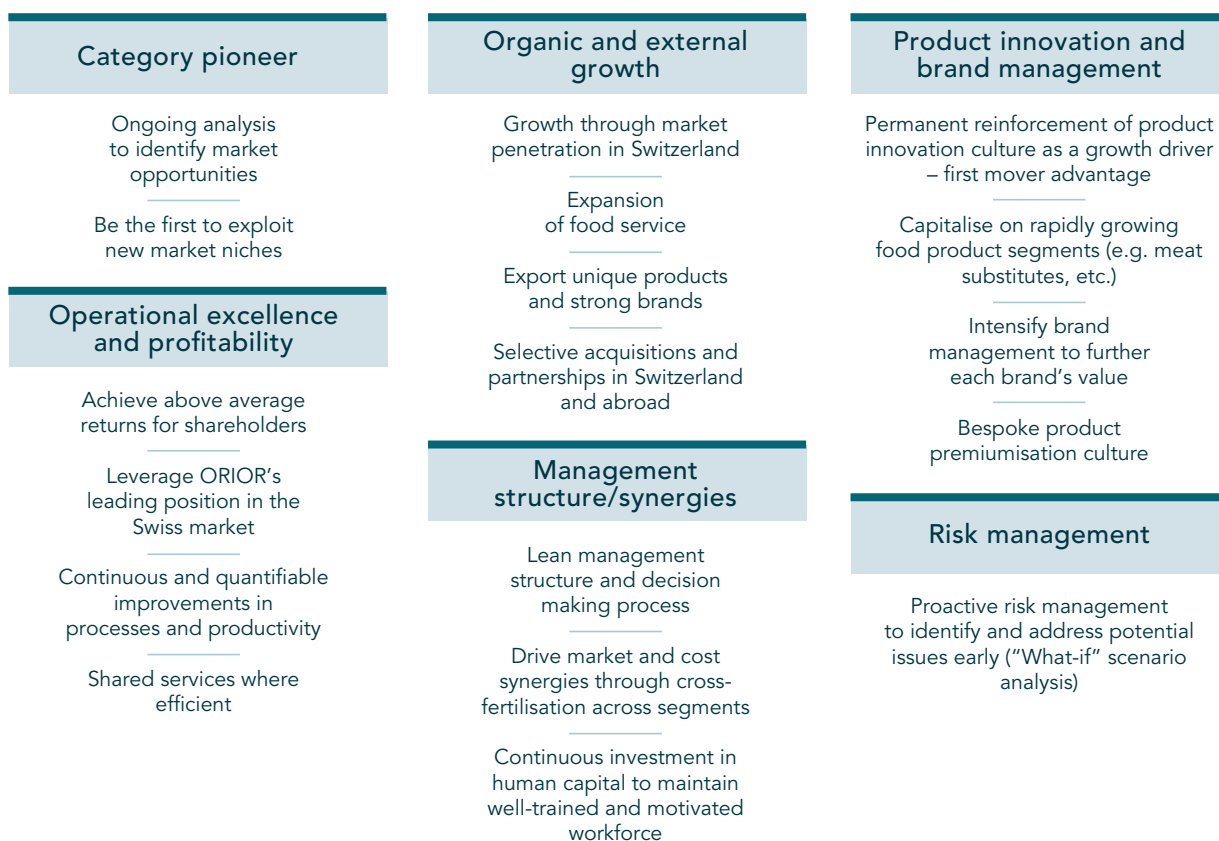 Category pioneer
Ongoing analysis
to identify market
opportunities
Be the first to exploit
new market niches
Operational excellence
and profitability
Achieve above average
returns for shareholders
Leverage ORIOR's
leading position in the
Swiss market
Continuous and quantifiable
improvements in
processes and productivity
Shared services where
efficient
Organic and external
growth
Growth through market
penetration in Switzerland
Expansion
of food service
Export unique products
and strong brands
Selective acquisitions and
partnerships in Switzerland
and abroad
Management
structure/synergies
Lean management
structure and decision
making process
Drive market and cost
synergies through cross-
fertilisation across segments
Continuous investment in
human capital to maintain
well-trained and motivated
workforce
Product innovation and
brand management
Permanent reinforcement of product
innovation culture as a growth driver
– first mover advantage
Capitalise on rapidly growing
food product segments (e.g. meat
substitutes, etc.)
Intensify brand
management to further
each brand's value
Bespoke product
premiumisation culture
Risk management
Proactive risk management
to identify and address potential
issues early (“What-if” scenario
analysis)